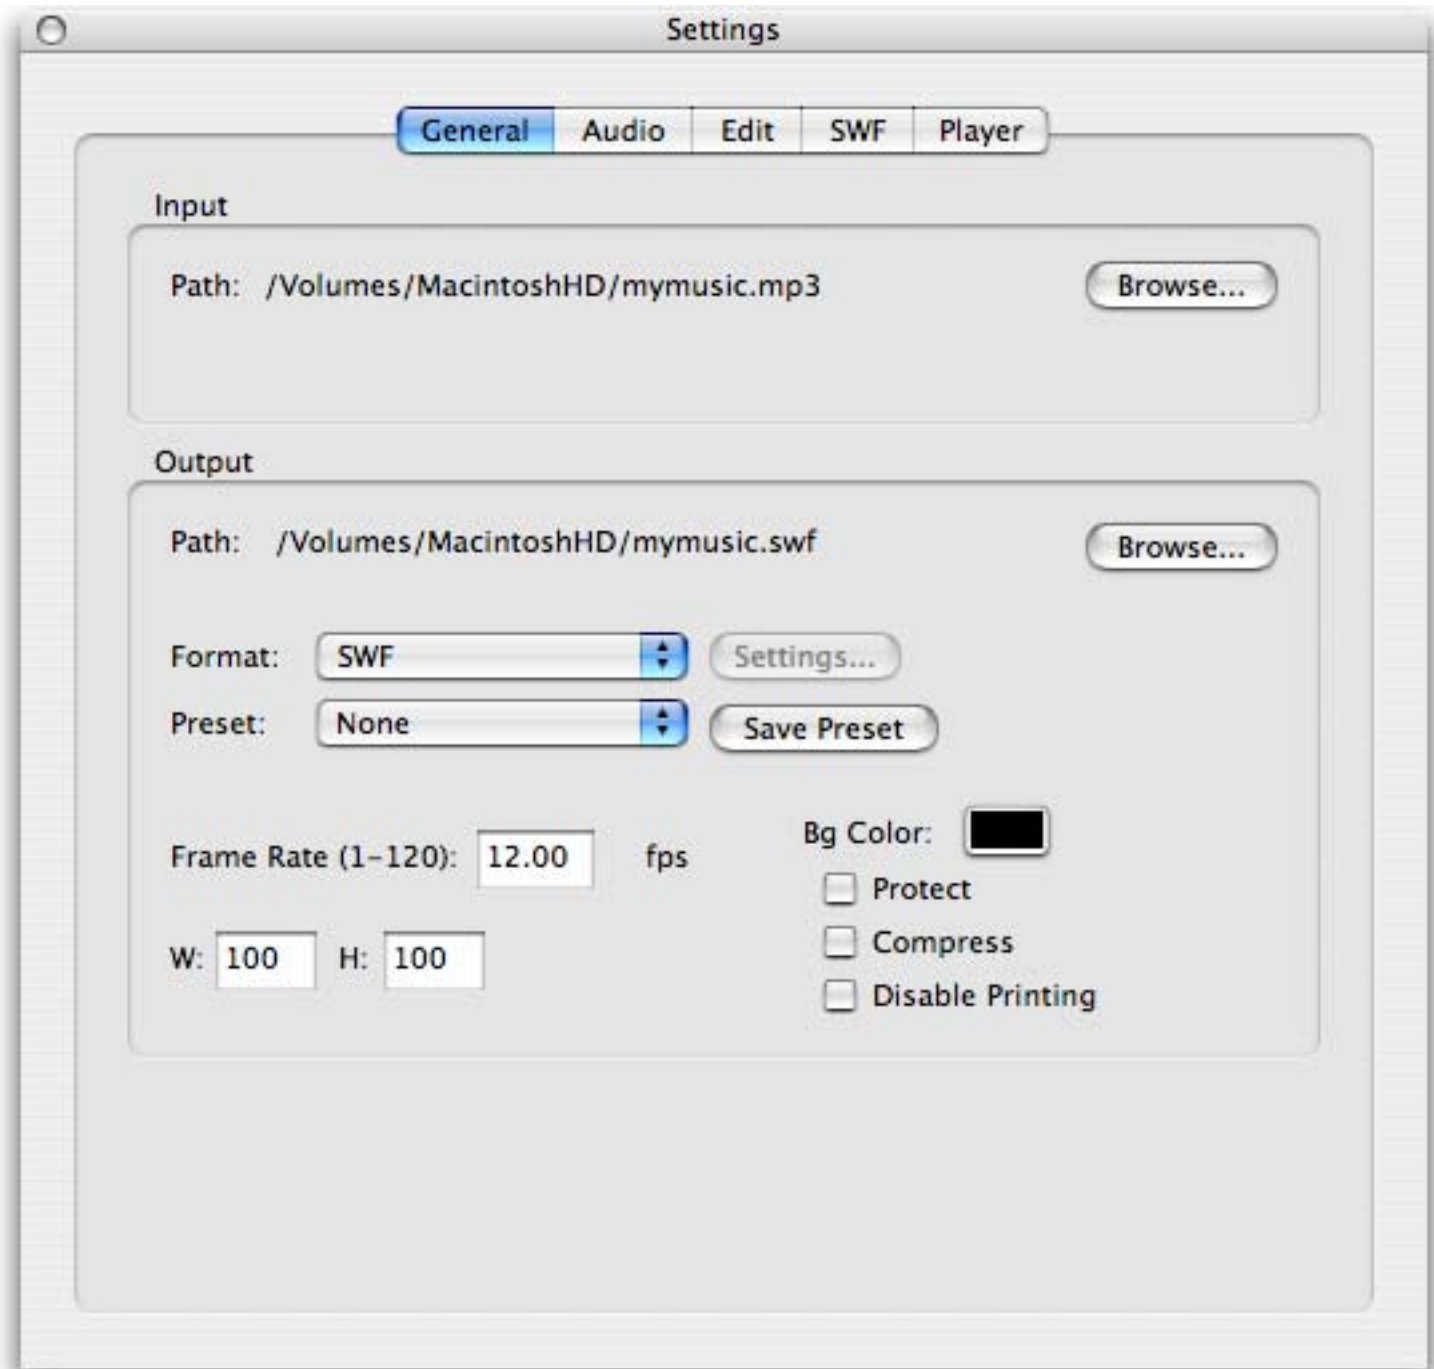 Settings
General Audio Edit SWF Player
Input
Path: /Volumes/MacintoshHD/mymusic.mp3 Browse...
Output
Path: /Volumes/MacintoshHD/mymusic.swf Browse...
Format: SWF Settings...
Preset: None Save Preset
Frame Rate (1-120): 12.00 fps
Bg Color:
Protect
Compress
Disable Printing
W: 100 H: 100